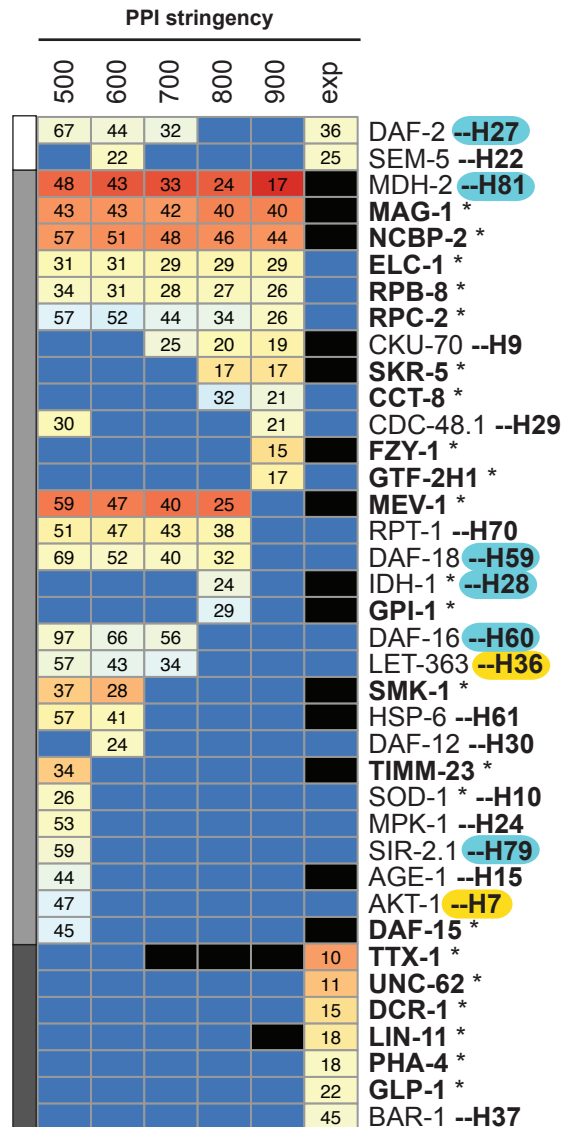 PPI stringency
500 600 700 800 900 exp
67 44 32 36 DAF-2 --H27
22 25 SEM-5 --H22
48 43 33 24 17 MDH-2 --H81
43 43 42 40 40 MAG-1 *
57 51 48 46 44 NCBP-2 *
31 31 29 29 29 ELC-1 *
34 31 28 27 26 RPB-8 *
57 52 44 34 26 RPC-2 *
25 20 19 CKU-70 --H9
17 17 SKR-5 *
32 21 CCT-8 *
30 21 CDC-48.1 --H29
15 FZY-1 *
17 GTF-2H1 *
59 47 40 25 MEV-1 *
51 47 43 38 RPT-1 --H70
69 52 40 32 DAF-18 --H59
24 IDH-1 * --H28
29 GPI-1 *
97 66 56 DAF-16 --H60
57 43 34 LET-363 --H36
37 28 SMK-1 *
57 41 HSP-6 --H61
24 DAF-12 --H30
34 TIMM-23 *
26 SOD-1 * --H10
53 MPK-1 --H24
59 SIR-2.1 --H79
44 AGE-1 --H15
47 AKT-1 --H7
45 DAF-15 *
10 TTX-1 *
11 UNC-62 *
15 DCR-1 *
18 LIN-11 *
18 PHA-4 *
22 GLP-1 *
45 BAR-1 --H37